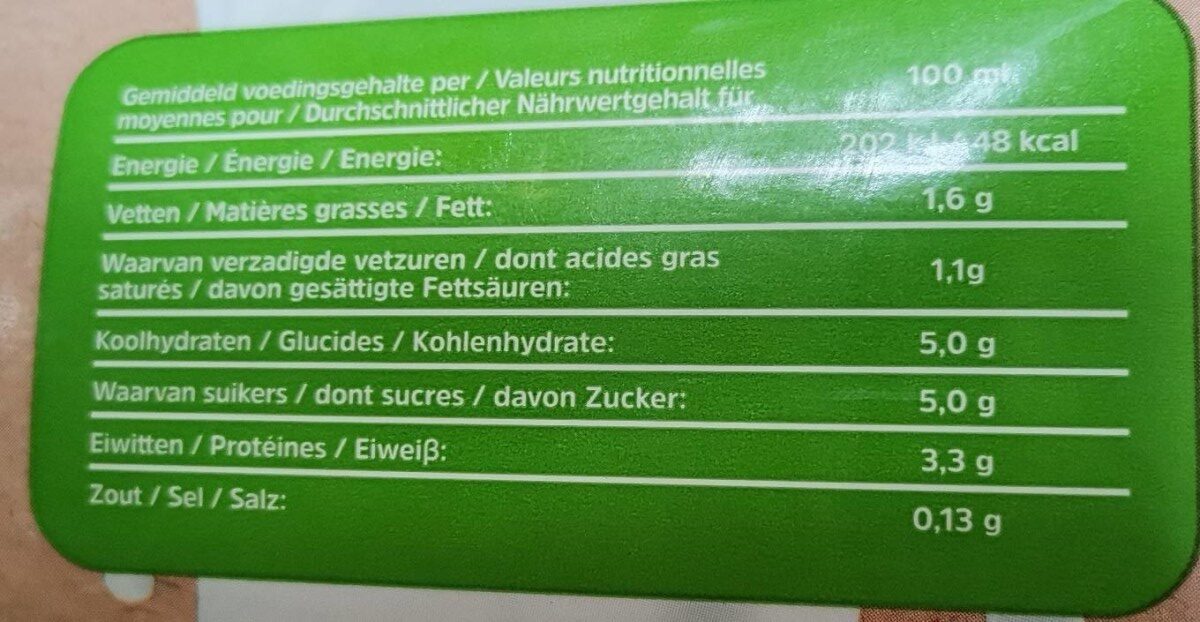 Gemiddeld voedingsgehalte per / Valeurs nutritionnelles
moyennes pour / Durchschnittlicher Nährwertgehalt für 100 ml
Energie / Énergie / Energie: 202 kJ / 48 kcal
Vetten / Matières grasses / Fett: 1,6 g
Waarvan verzadigde vetzuren / dont acides gras
saturés / davon gesättigte Fettsäuren: 1,1g
Koolhydraten / Glucides / Kohlenhydrate: 5,0 g
Waarvan suikers / dont sucres / davon Zucker: 5,0 g
Eiwitten / Protéines / Eiweiß: 3,3 g
Zout / Sel / Salz: 0,13 g